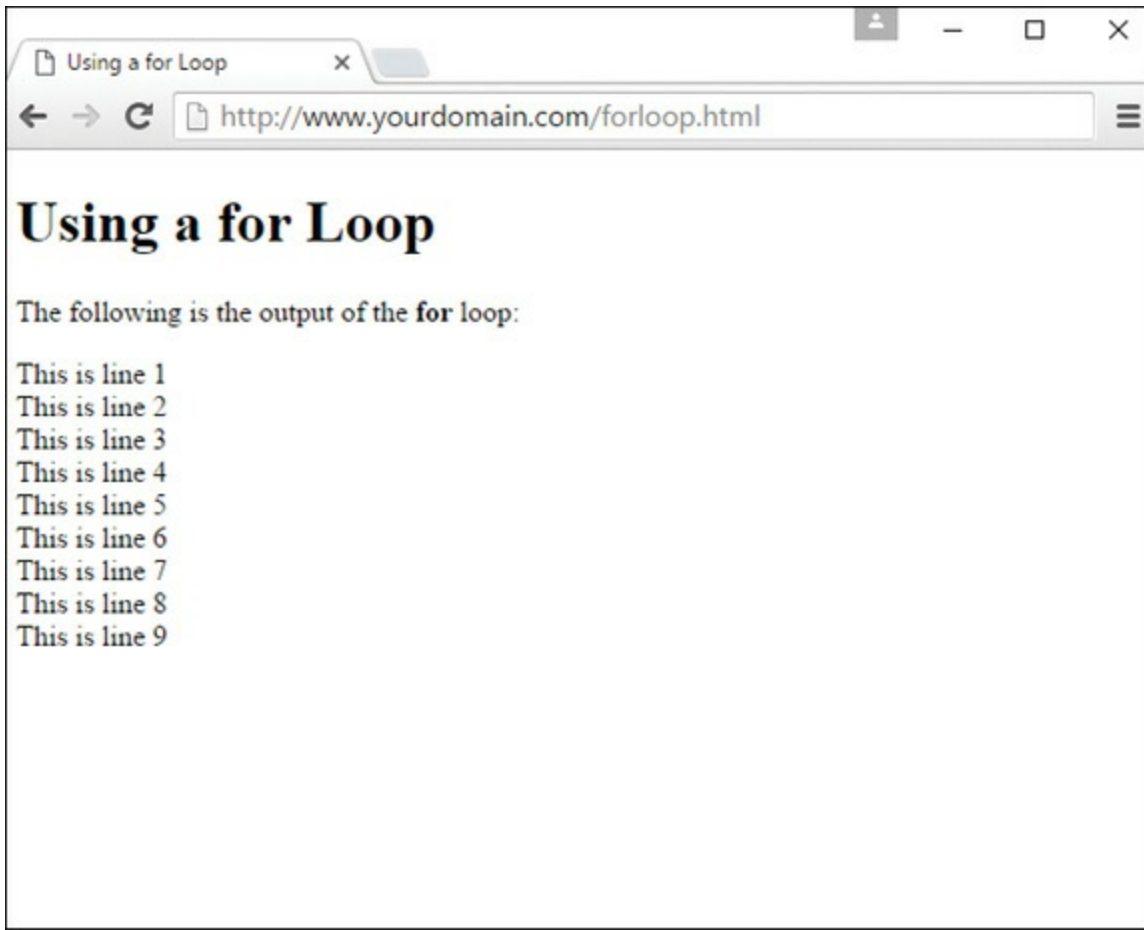 Using a for Loop
http://www.yourdomain.com/forloop.html
Using a for Loop
The following is the output of the for loop:
This is line 1
This is line 2
This is line 3
This is line 4
This is line 5
This is line 6
This is line 7
This is line 8
This is line 9